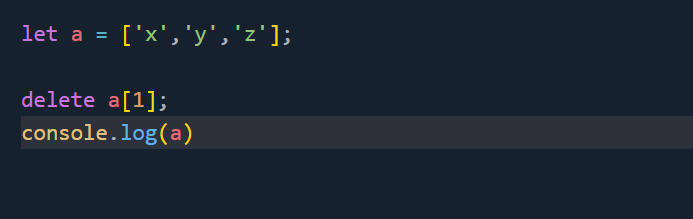 let a = ['x','y','z'];
delete a[1];
console.log(a)